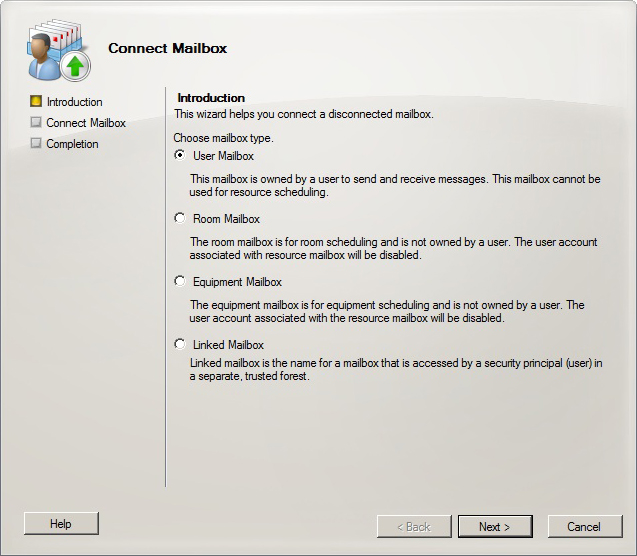 Connect Mailbox
Introduction
Connect Mailbox
Completion
Introduction
This wizard helps you connect a disconnected mailbox.
Choose mailbox type.
User Mailbox
This mailbox is owned by a user to send and receive messages. This mailbox cannot be
used for resource scheduling.
Room Mailbox
The room mailbox is for room scheduling and is not owned by a user. The user account
associated with resource mailbox will be disabled.
Equipment Mailbox
The equipment mailbox is for equipment scheduling and is not owned by a user. The
user account associated with the resource mailbox will be disabled.
Linked Mailbox
Linked mailbox is the name for a mailbox that is accessed by a security principal (user) in
a separate, trusted forest.
Help
< Back
Next >
Cancel